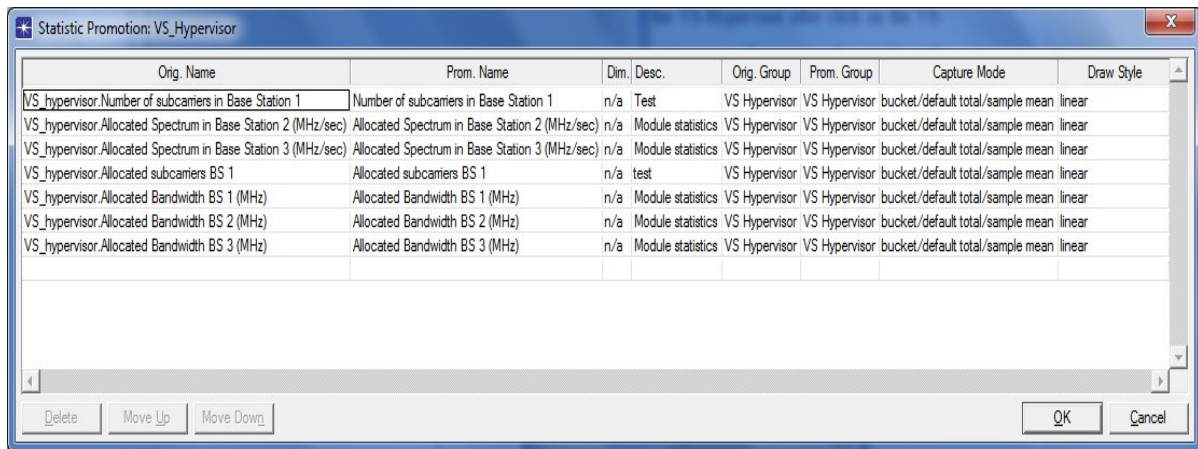 Statistic Promotion: VS_Hypervisor
Orig. Name Prom. Name Dim. Desc. Orig. Group Prom. Group Capture Mode Draw Style
VS_hypervisor.Number of subcarriers in Base Station 1 Number of subcarriers in Base Station 1 n/a Test VS Hypervisor VS Hypervisor bucket/default total/sample mean linear
VS_hypervisor.Allocated Spectrum in Base Station 2 (MHz/sec) Allocated Spectrum in Base Station 2 (MHz/sec) n/a Module statistics VS Hypervisor VS Hypervisor bucket/default total/sample mean linear
VS_hypervisor.Allocated Spectrum in Base Station 3 (MHz/sec) Allocated Spectrum in Base Station 3 (MHz/sec) n/a Module statistics VS Hypervisor VS Hypervisor bucket/default total/sample mean linear
VS_hypervisor.Allocated subcarriers BS 1 Allocated subcarriers BS 1 n/a test VS Hypervisor VS Hypervisor bucket/default total/sample mean linear
VS_hypervisor.Allocated Bandwidth BS 1 (MHz) Allocated Bandwidth BS 1 (MHz) n/a Module statistics VS Hypervisor VS Hypervisor bucket/default total/sample mean linear
VS_hypervisor.Allocated Bandwidth BS 2 (MHz) Allocated Bandwidth BS 2 (MHz) n/a Module statistics VS Hypervisor VS Hypervisor bucket/default total/sample mean linear
VS_hypervisor.Allocated Bandwidth BS 3 (MHz) Allocated Bandwidth BS 3 (MHz) n/a Module statistics VS Hypervisor VS Hypervisor bucket/default total/sample mean linear
Delete Move Up Move Down OK Cancel